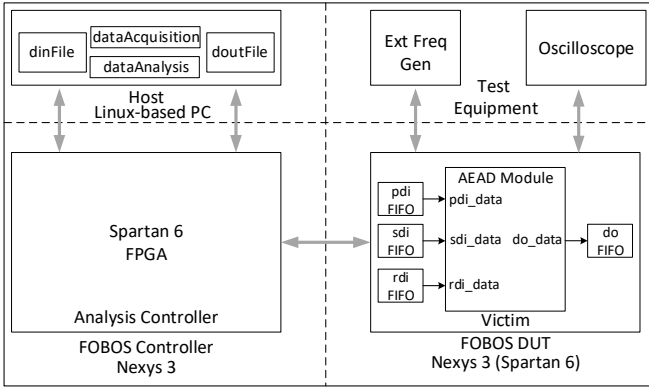 dinFile
dataAcquisition
dataAnalysis
doutFile
Host
Linux-based PC
Ext Freq
Gen
Oscilloscope
Test
Equipment
Spartan 6
FPGA
Analysis Controller
FOBOS Controller
Nexys 3
AEAD Module
pdi
FIFO
pdi_data
sdi
FIFO
sdi_data
do_data
do
FIFO
rdi
FIFO
rdi_data
Victim
FOBOS DUT
Nexys 3 (Spartan 6)